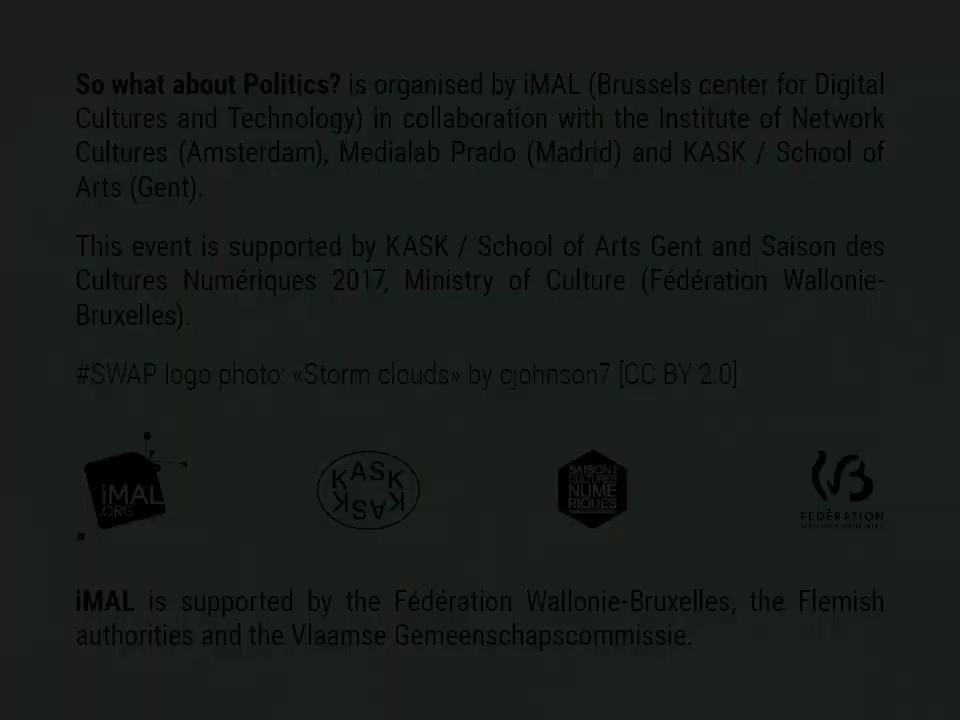 So what about Politics? is organised by iMAL (Brussels center for Digital
Cultures and Technology) in collaboration with the Institute of Network
Cultures (Amsterdam), Medialab Prado (Madrid) and KASK / School of
Arts (Gent).
This event is supported by KASK / School of Arts Gent and Saison des
Cultures Numériques 2017, Ministry of Culture (Fédération Wallonie-
Bruxelles).
#SWAP logo photo: «Storm clouds» by cjohnson7 [CC BY 2.0]
iMAL
.ORG
KASK
KASK
SAISON
CULTURES
NUME
RIQUES
FÉDÉRATION
iMAL is supported by the Fédération Wallonie-Bruxelles, the Flemish
authorities and the Vlaamse Gemeenschapscommissie.